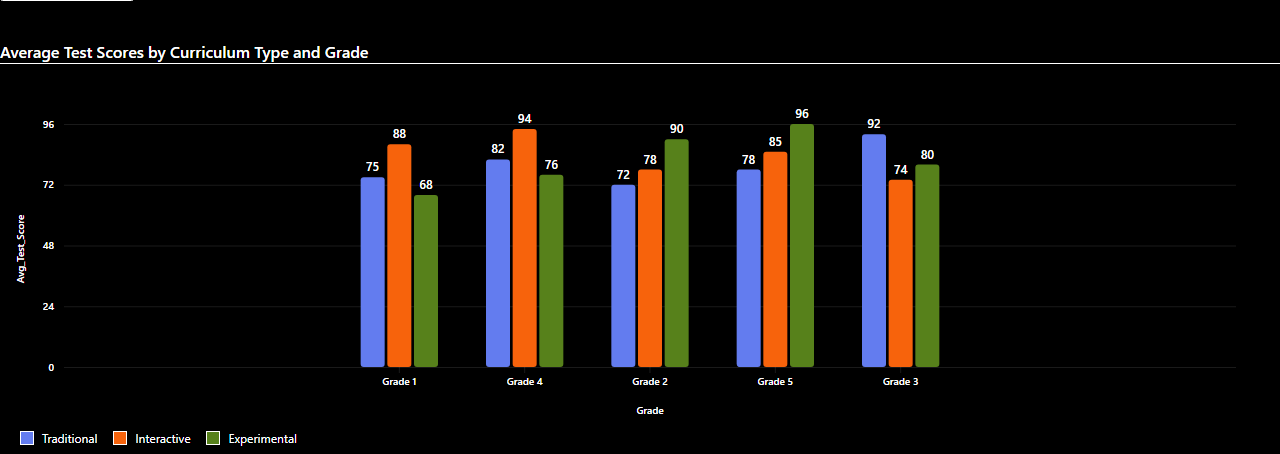 Average Test Scores by Curriculum Type and Grade
96
72
48
24
0
Avg_Test_Score
75
88
68
82
94
76
72
78
90
78
85
96
92
74
80
Grade 1
Grade 4
Grade 2
Grade 5
Grade 3
Grade
Traditional
Interactive
Experimental